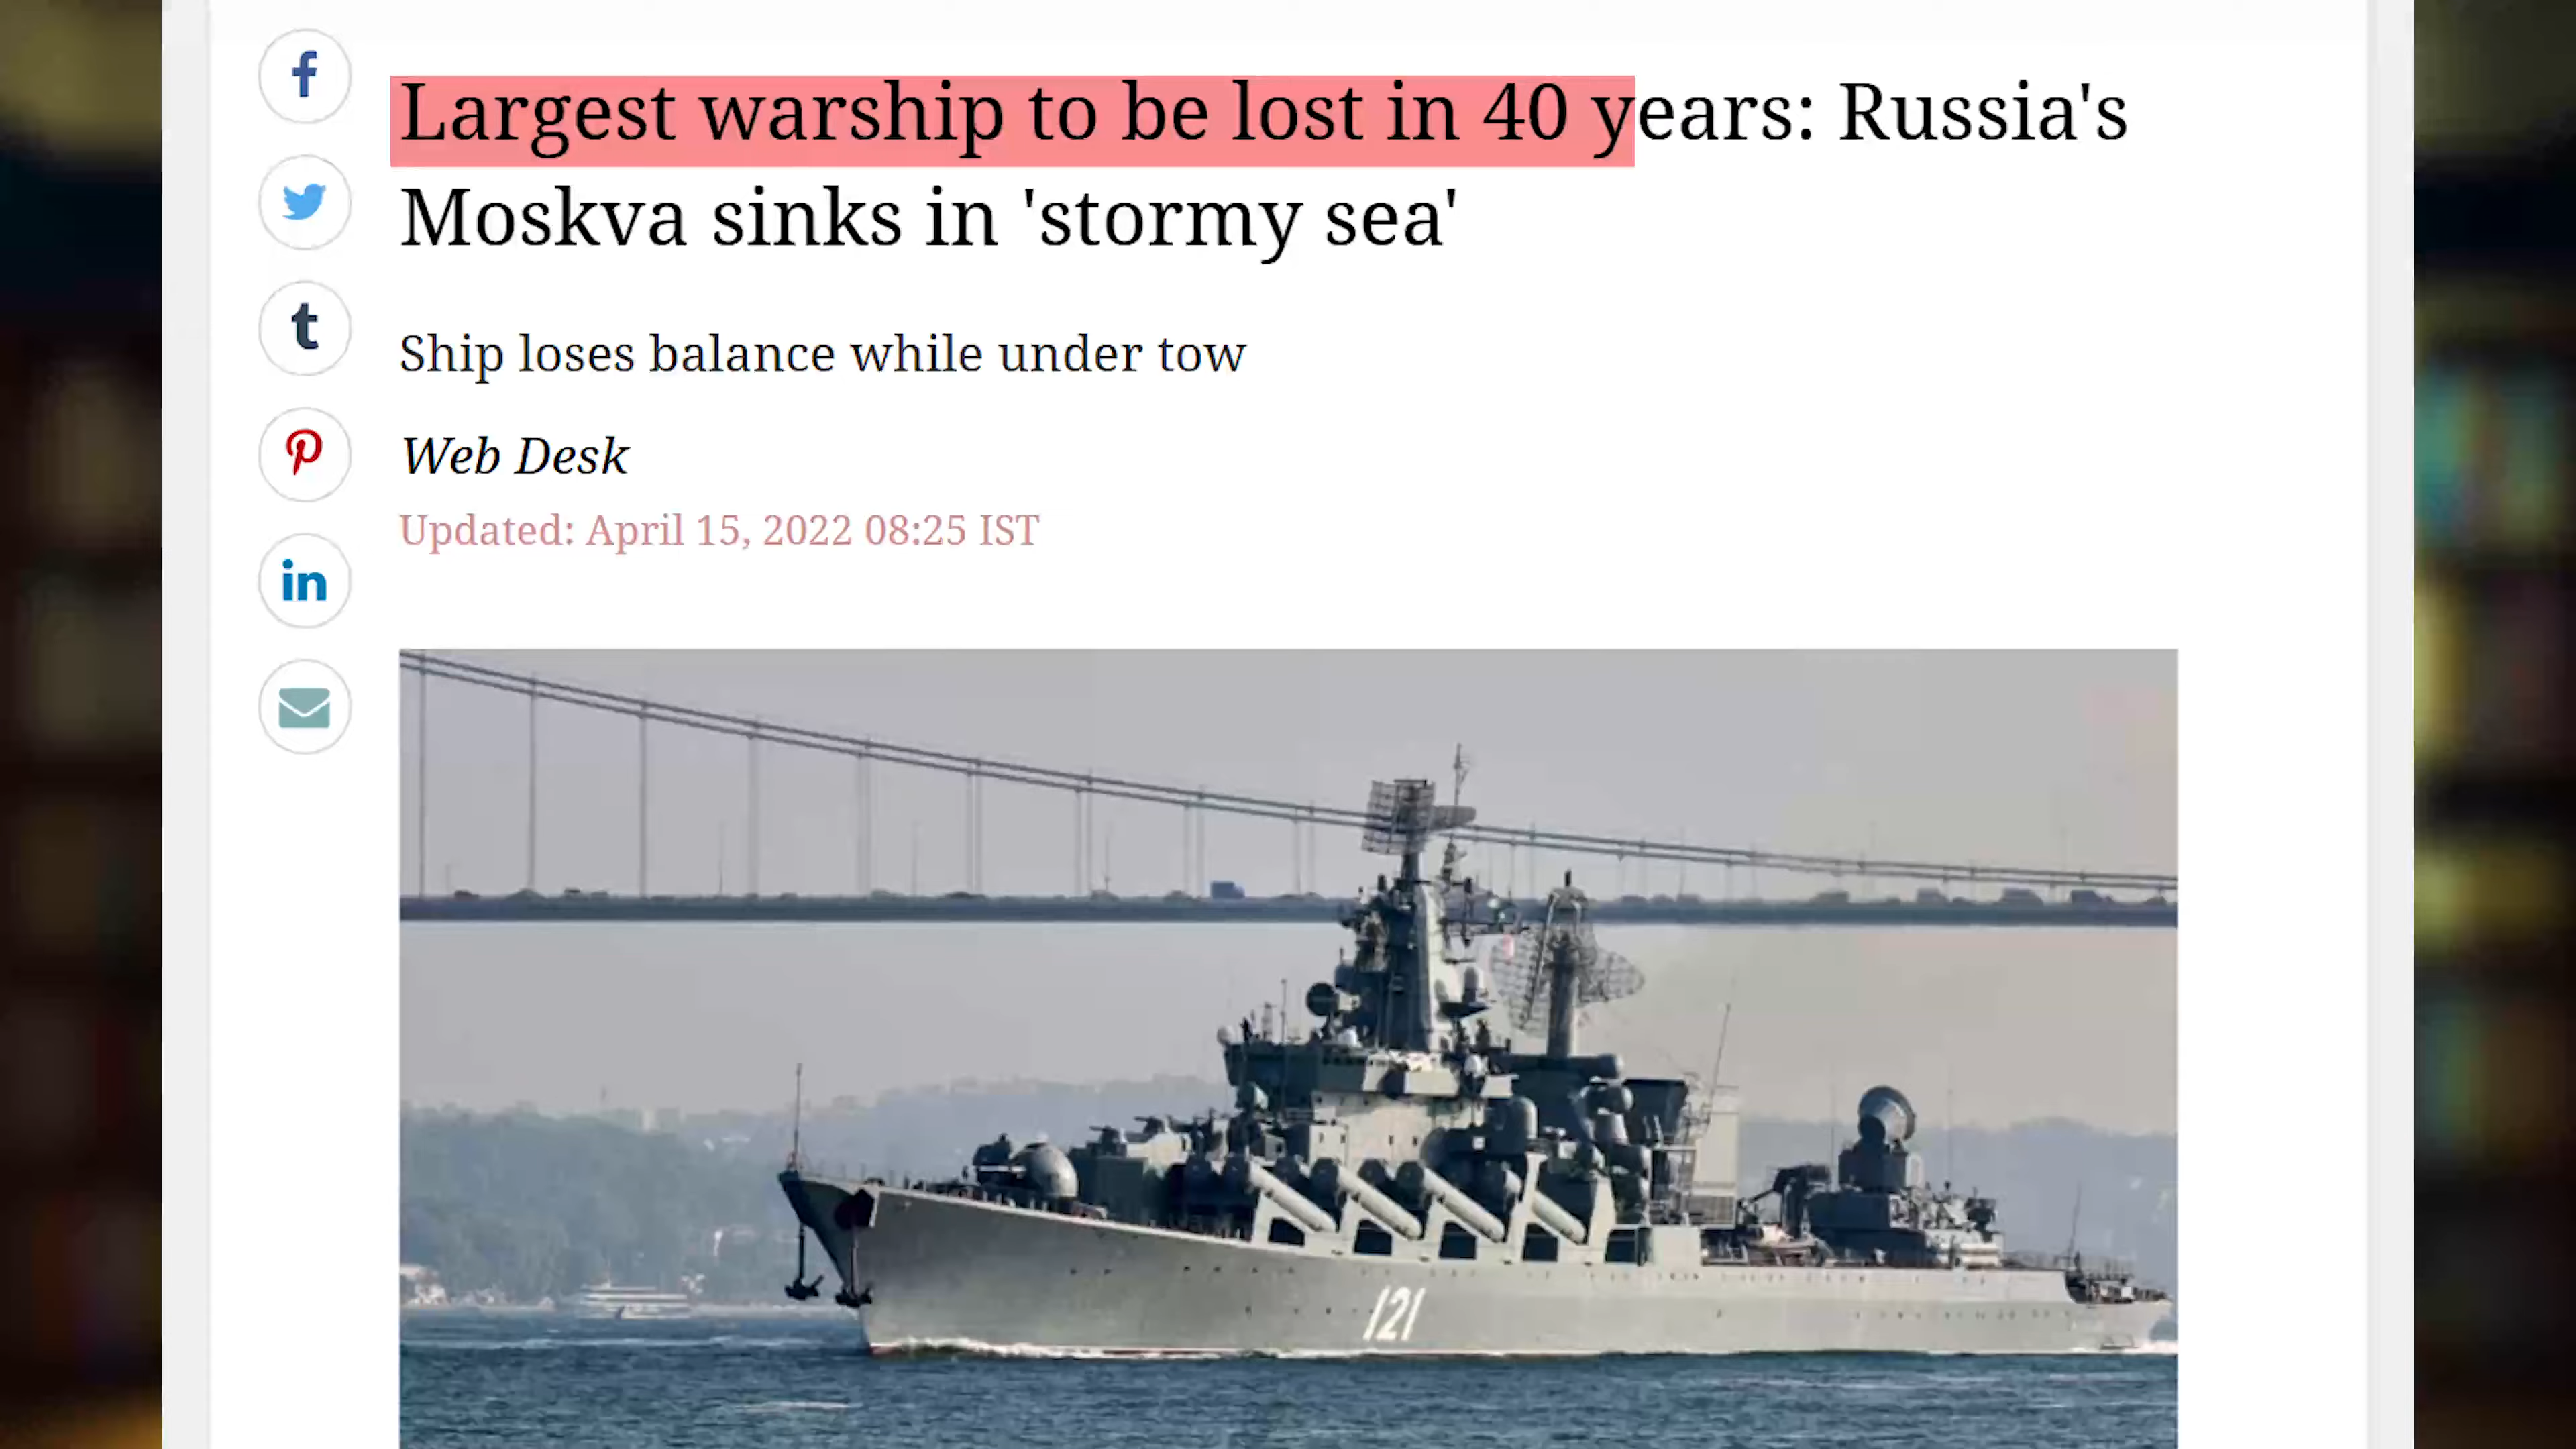 Largest warship to be lost in 40 years: Russia's
Moskva sinks in 'stormy sea'
Ship loses balance while under tow
Web Desk
Updated: April 15, 2022 08:25 IST
121